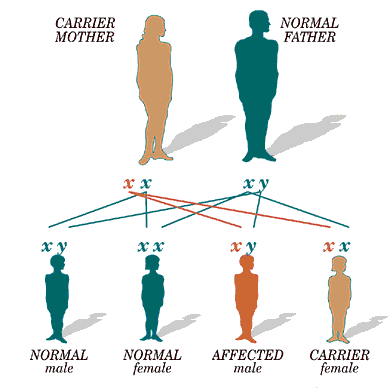 CARRIER
MOTHER
NORMAL
FATHER
x x
x y
x y
x x
x y
x x
NORMAL
male
NORMAL
female
AFFECTED
male
CARRIER
female